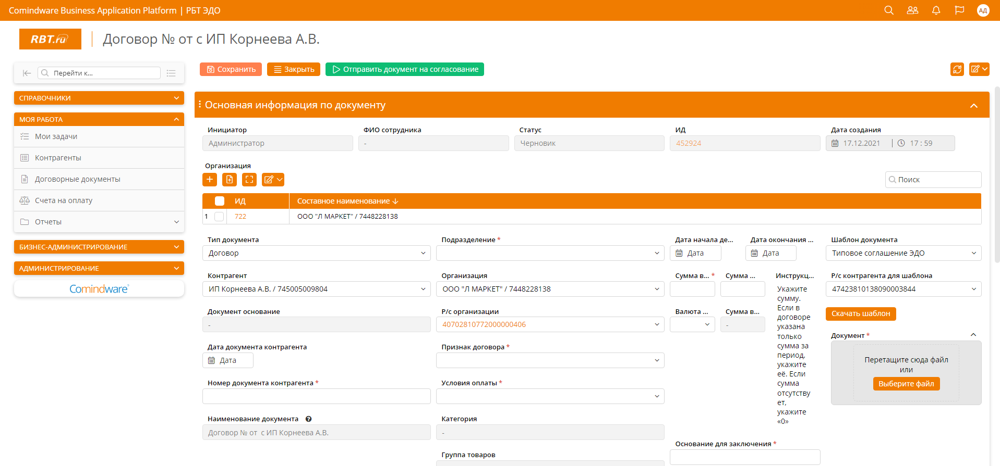 Comindware Business Application Platform | РБТ ЭДО
АД
RBT.ru
Договор № от с ИП Корнеева А.В.
Перейти к...
Сохранить
Закрыть
Отправить документ на согласование
СПРАВОЧНИКИ
МОЯ РАБОТА
Мои задачи
Контрагенты
Договорные документы
Счета на оплату
Отчеты
БИЗНЕС-АДМИНИСТРИРОВАНИЕ
АДМИНИСТРИРОВАНИЕ
Comindware
Основная информация по документу
Инициатор ФИО сотрудника Статус ИД Дата создания
Администратор - Черновик 452924 17.12.2021 | 17 : 59
Организация
Поиск
ИД Составное наименование
1 722 ООО "Л МАРКЕТ" / 7448228138
Тип документа Подразделение * Дата начала де... Дата окончания ... Шаблон документа
Договор Дата Дата Типовое соглашение ЭДО
Контрагент Организация Сумма в... * Сумма ... Инструкц... Р/с контрагента для шаблона
ИП Корнеева А.В. / 745005009804 ООО "Л МАРКЕТ" / 7448228138 47423810138090003844
Укажите
сумму.
Если в
договоре
указана
только
сумма за
период,
укажите
её. Если
сумма
отсутству
ет,
укажите
«0»
Документ основание Р/с организации Валюта ... Сумма в... Скачать шаблон
- 40702810772000000406 -
Документ *
Дата документа контрагента Признак договора *
Дата
Перетащите сюда файл
или
Выберите файл
Номер документа контрагента * Условия оплаты *
Наименование документа Категория
Договор № от с ИП Корнеева А.В. -
Основание для заключения *
Группа товаров